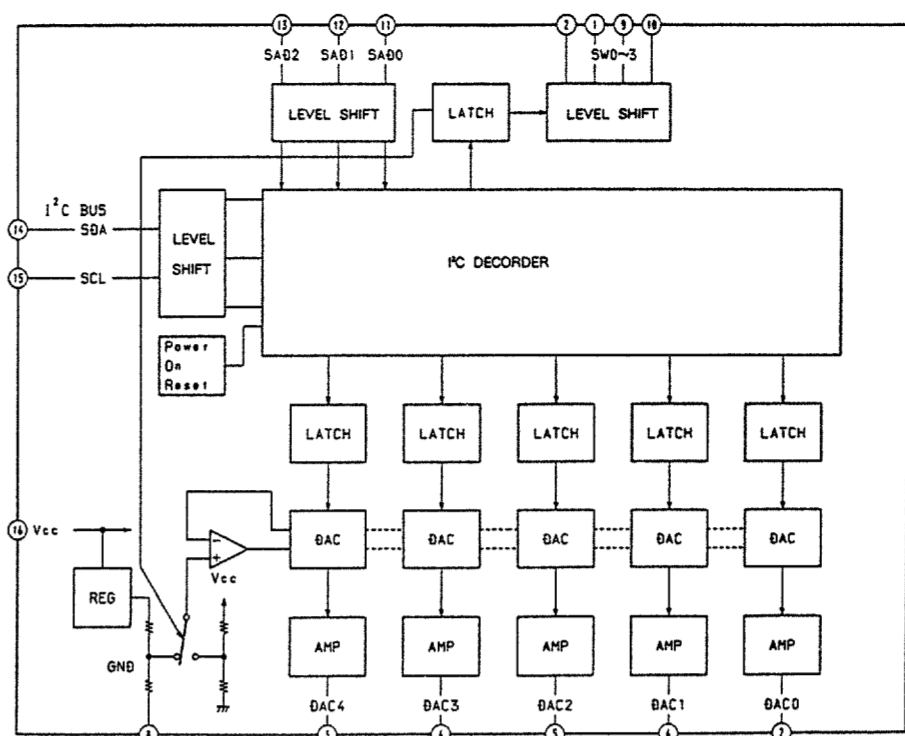 13 12 11 2 1 9 10
SAD2 SAD1 SAD0 SW0~3
LEVEL SHIFT LATCH LEVEL SHIFT
I²C BUS
14 SDA
LEVEL
SHIFT
15 SCL
I²C DECORDER
Power
On
Reset
LATCH LATCH LATCH LATCH LATCH
16 Vcc
DAC DAC DAC DAC DAC
- +
Vcc
REG
AMP AMP AMP AMP AMP
GND
DAC4 DAC3 DAC2 DAC1 DAC0
8 4 5 6 7